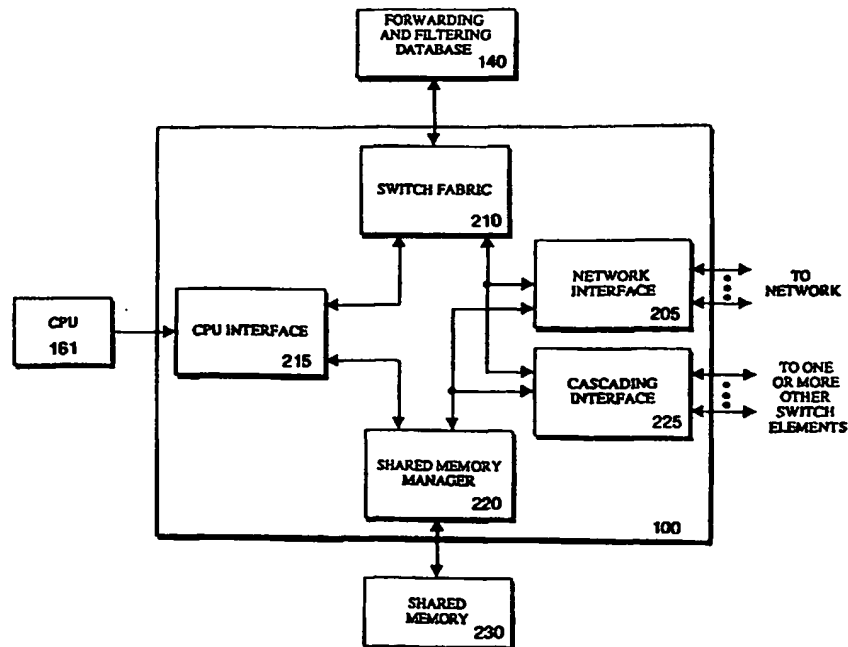 FORWARDING
AND FILTERING
DATABASE
140
SWITCH FABRIC
210
NETWORK
INTERFACE
205
TO
NETWORK
CPU
161
CPU INTERFACE
215
CASCADING
INTERFACE
225
TO ONE
OR MORE
OTHER
SWITCH
ELEMENTS
SHARED MEMORY
MANAGER
220
100
SHARED
MEMORY
230